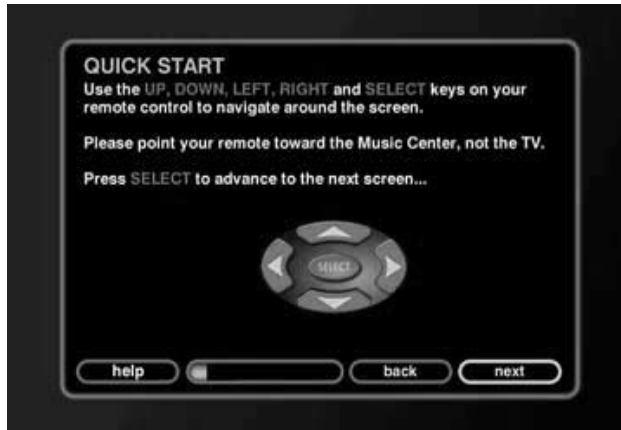 QUICK START
Use the UP, DOWN, LEFT, RIGHT and SELECT keys on your
remote control to navigate around the screen.
Please point your remote toward the Music Center, not the TV.
Press SELECT to advance to the next screen...
SELECT
help
back
next